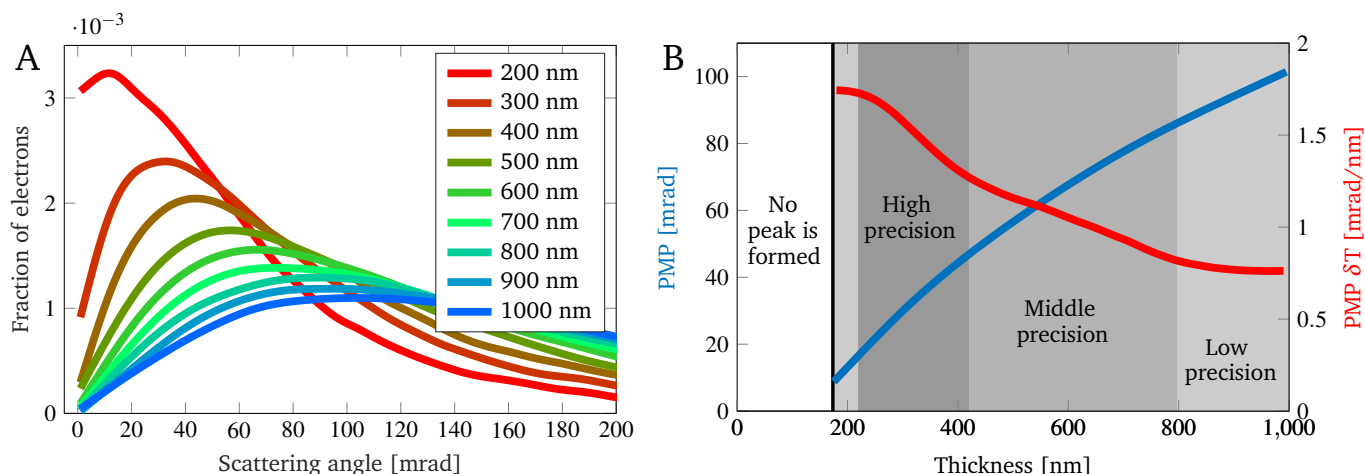 A
·10⁻³
3
2
1
0
Fraction of electrons
0 20 40 60 80 100 120 140 160 180 200
Scattering angle [mrad]
200 nm
300 nm
400 nm
500 nm
600 nm
700 nm
800 nm
900 nm
1000 nm
B
100
80
60
40
20
0
PMP [mrad]
No
peak is
formed
High
precision
Middle
precision
Low
precision
2
1.5
1
0.5
0
PMP δT [mrad/nm]
0 200 400 600 800 1,000
Thickness [nm]